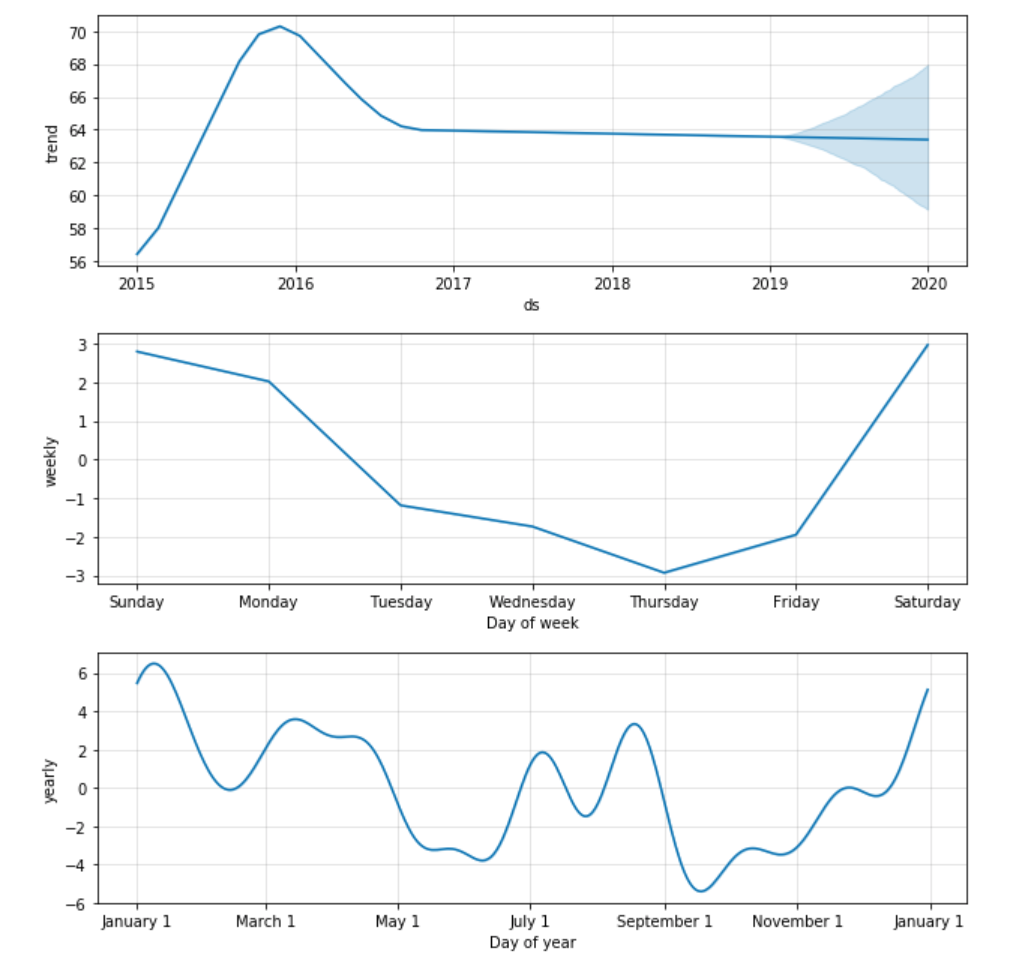 70
68
66
64
62
60
58
56
trend
2015 2016 2017 2018 2019 2020
ds
3
2
1
0
−1
−2
−3
weekly
Sunday Monday Tuesday Wednesday Thursday Friday Saturday
Day of week
6
4
2
0
−2
−4
−6
yearly
January 1 March 1 May 1 July 1 September 1 November 1 January 1
Day of year